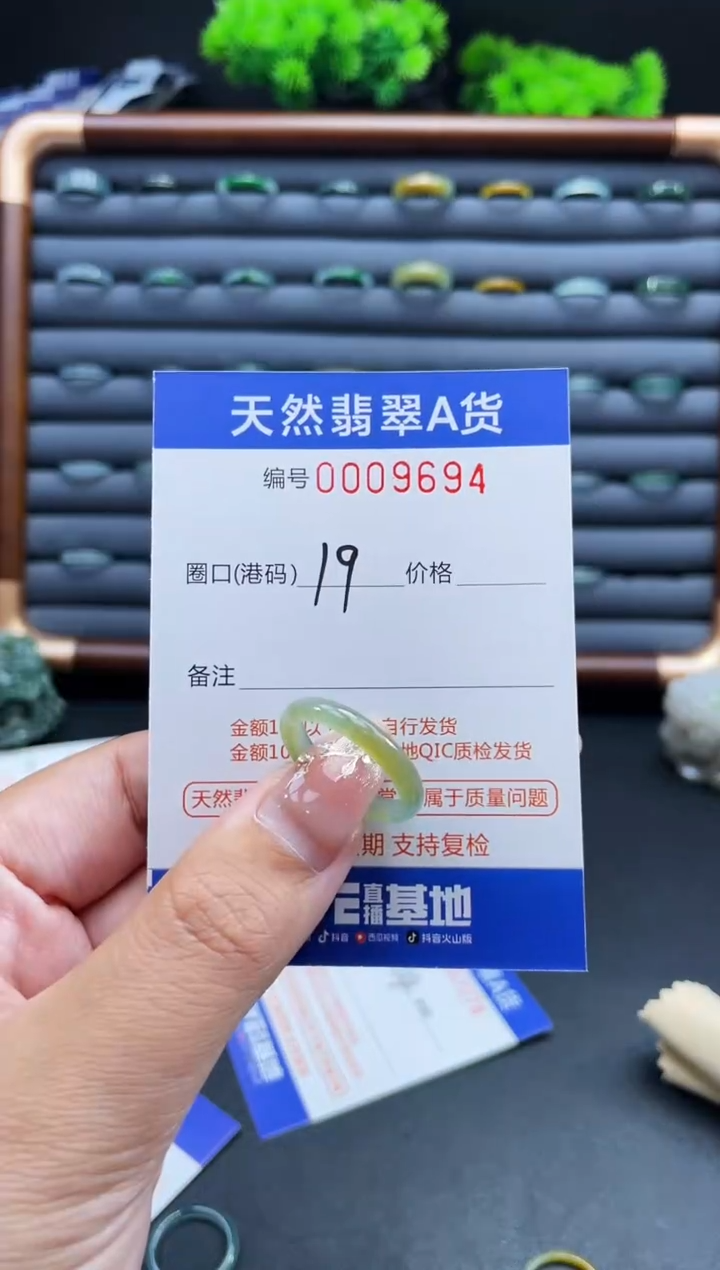 天然翡翠A货
编号 0009694
圈口(港码) 19 价格
备注
金额1 以 自行发货
金额10 地QIC质检发货
天然翡 属于质量问题
期 支持复检
直播基地
抖音 西瓜视频 抖音火山版